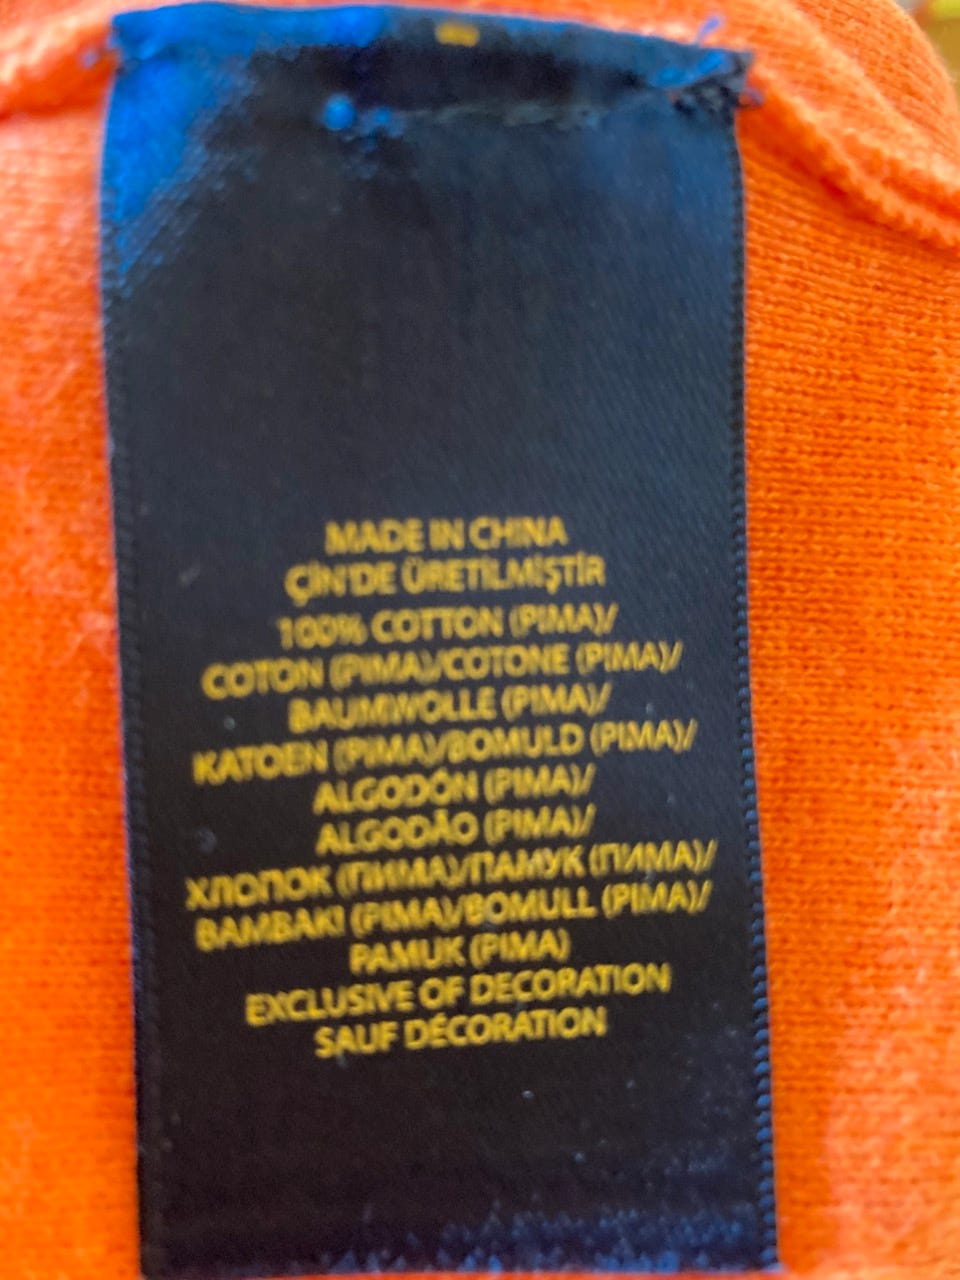 MADE IN CHINA
ÇİN'DE ÜRETİLMİŞTİR
100% COTTON (PIMA)/
COTON (PIMA)/COTONE (PIMA)/
BAUMWOLLE (PIMA)/
KATOEN (PIMA)/BOMULD (PIMA)/
ALGODÓN (PIMA)/
ALGODÃO (PIMA)/
ХЛОПОК (ПИМА)/ПАМУК (ПИМА)/
ΒΑΜΒΑΚΙ (PIMA)/BOMULL (PIMA)/
PAMUK (PIMA)
EXCLUSIVE OF DECORATION
SAUF DÉCORATION